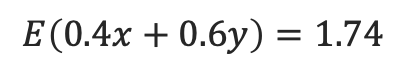 E(0.4x + 0.6y) = 1.74